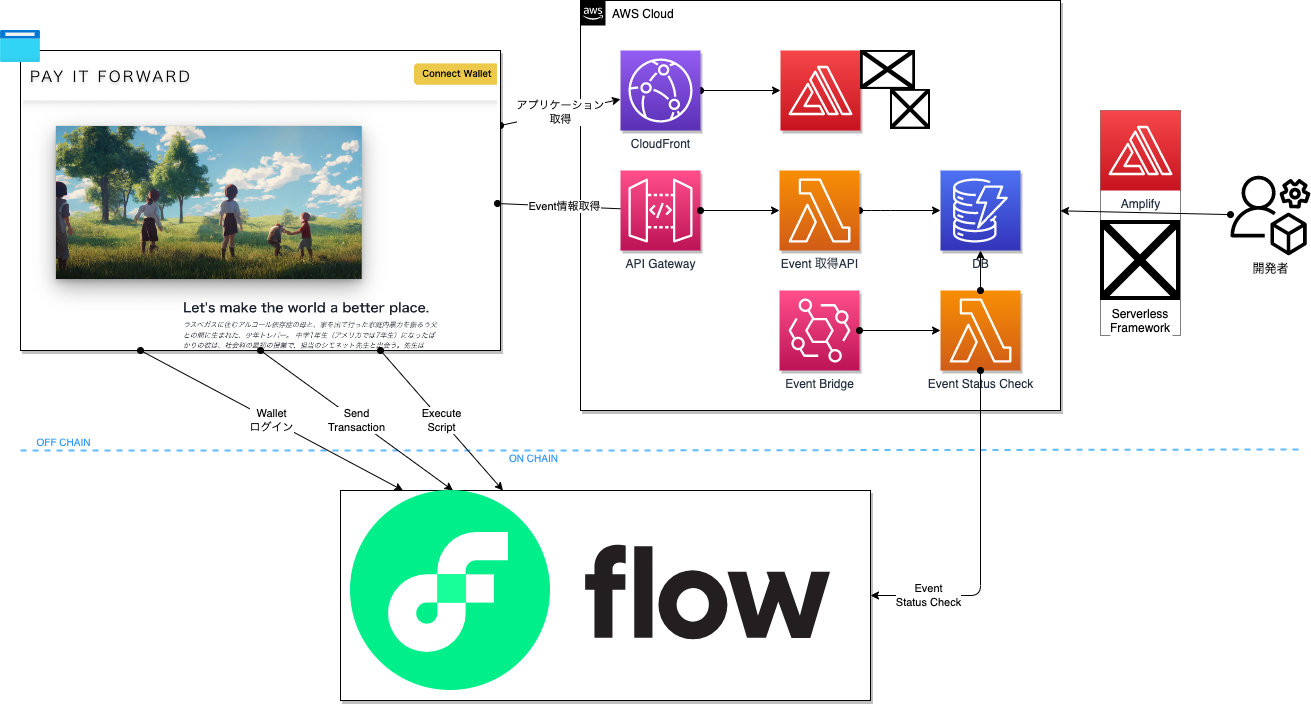 aws
AWS Cloud
PAY IT FORWARD
Connect Wallet
アプリケーション
取得
CloudFront
Event情報取得
API Gateway
Event 取得API
DB
Amplify
開発者
Serverless
Framework
Let's make the world a better place.
ラスベガスに住むアルコール依存症の母と、家を出て行った家庭内暴力を振るう父
との間に生まれた、少年トレバー。 中学1年生（アメリカでは7年生）になったば
かりの彼は、社会科の最初の授業で、担当のシモネット先生と出会う。先生は
Event Bridge
Event Status Check
Wallet
ログイン
Send
Transaction
Execute
Script
OFF CHAIN
ON CHAIN
flow
Event
Status Check